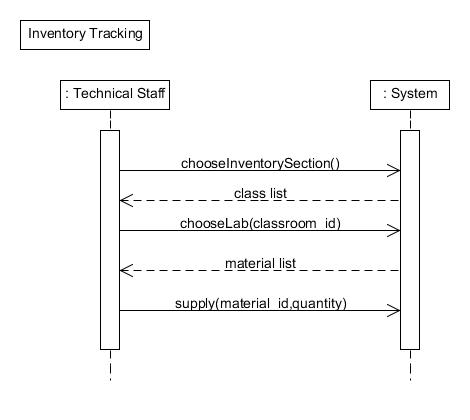 Inventory Tracking
: Technical Staff
: System
chooseInventorySection()
class list
chooseLab(classroom_id)
material list
supply(material_id,quantity)